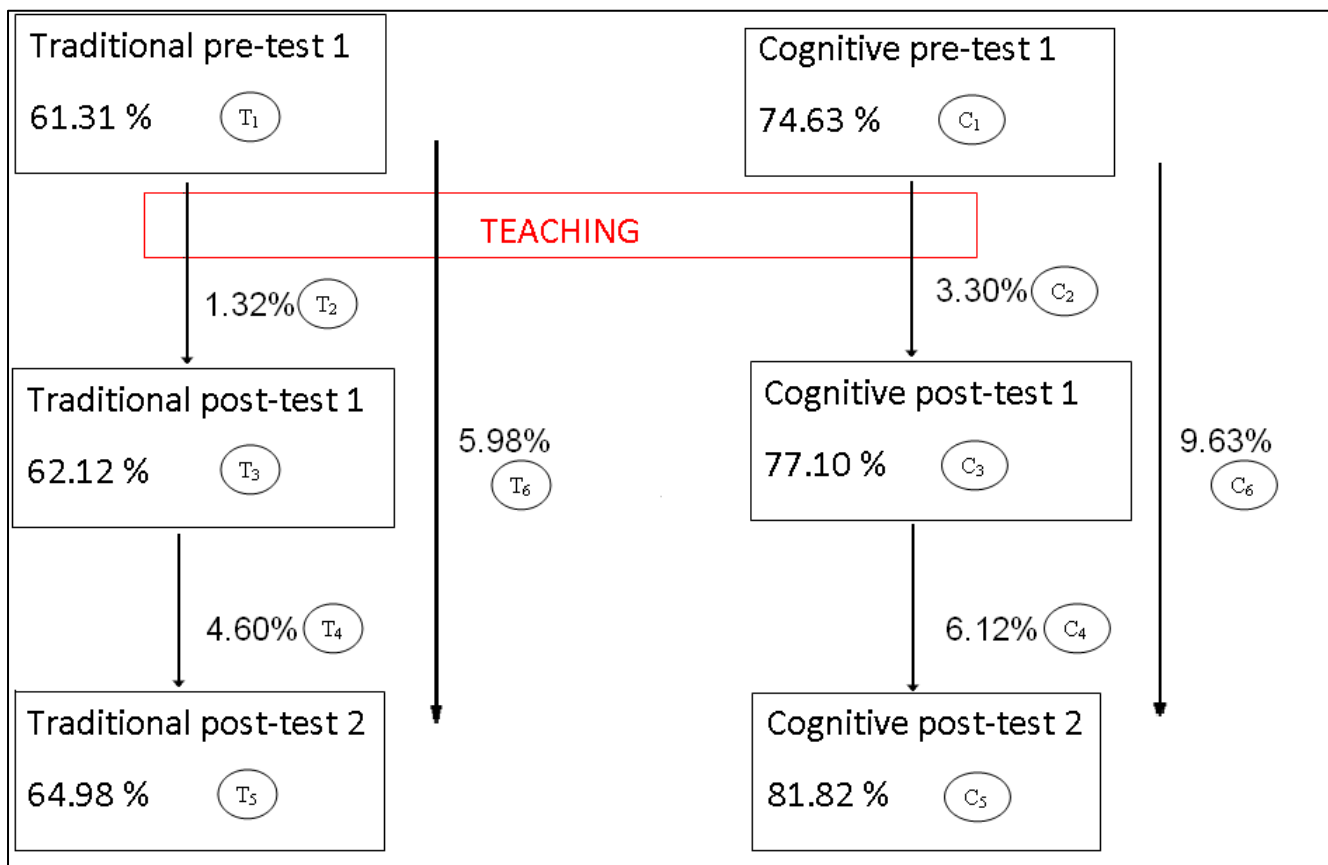 Traditional pre-test 1
61.31 % T₁
Cognitive pre-test 1
74.63 % C₁
TEACHING
1.32% T₂
3.30% C₂
Traditional post-test 1
62.12 % T₃
5.98%
T₆
Cognitive post-test 1
77.10 % C₃
9.63%
C₆
4.60% T₄
6.12% C₄
Traditional post-test 2
64.98 % T₅
Cognitive post-test 2
81.82 % C₅